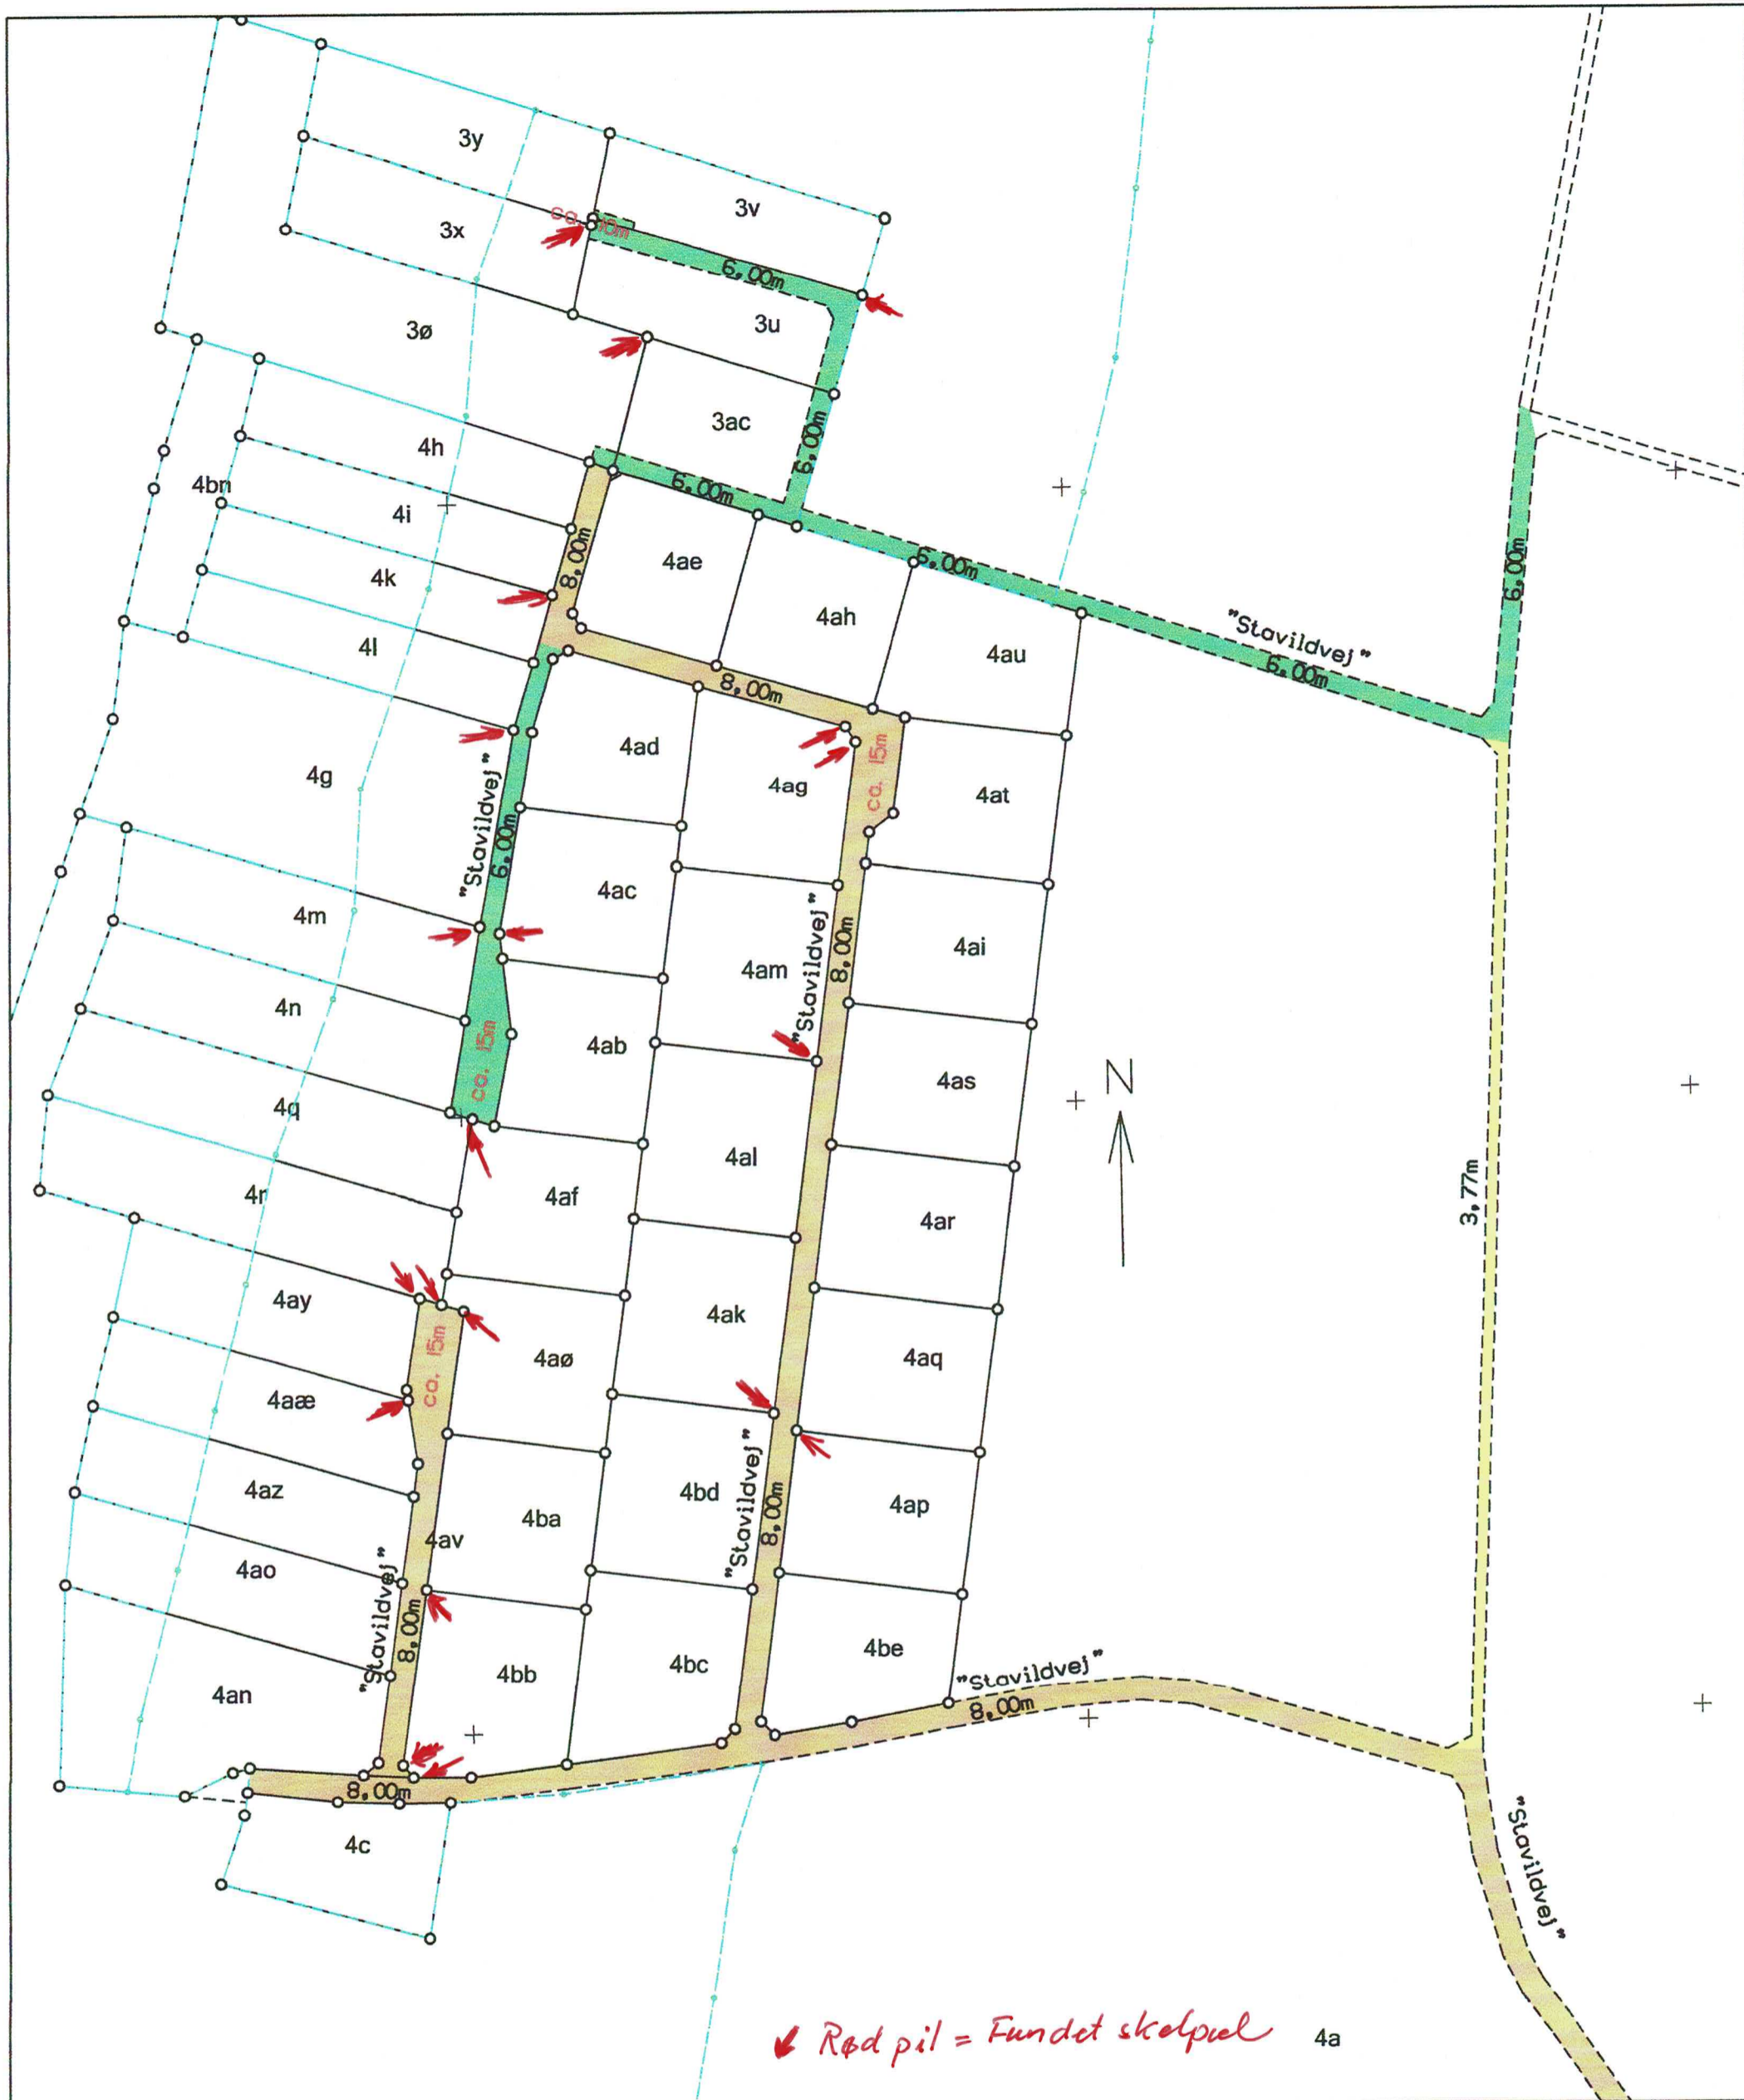 3y
3v
3x
ca. 10m
6,00m
3u
3ø
3ac
6,00m
4h
6,00m
4bn
4i
8,00m
4ae
6,00m
6,00m
4k
4ah
"Stavildvej"
4l
4au
6,00m
8,00m
4ad
4g
4ag
ca. 15m
4at
"Stavildvej"
6,00m
4ac
4m
4am
"Stavildvej"
8,00m
4ai
4n
ca. 15m
4ab
4as
N
4q
4al
4r
4af
4ar
3,77m
4ay
ca. 15m
4aø
4ak
4aq
4aæ
4az
4ba
4bd
"Stavildvej"
8,00m
4ap
4av
4ao
"Stavildvej"
8,00m
4bb
4bc
4be
"Stavildvej"
8,00m
4an
8,00m
4c
"Stavildvej"
Rød pil = Fundet skelpæl
4a